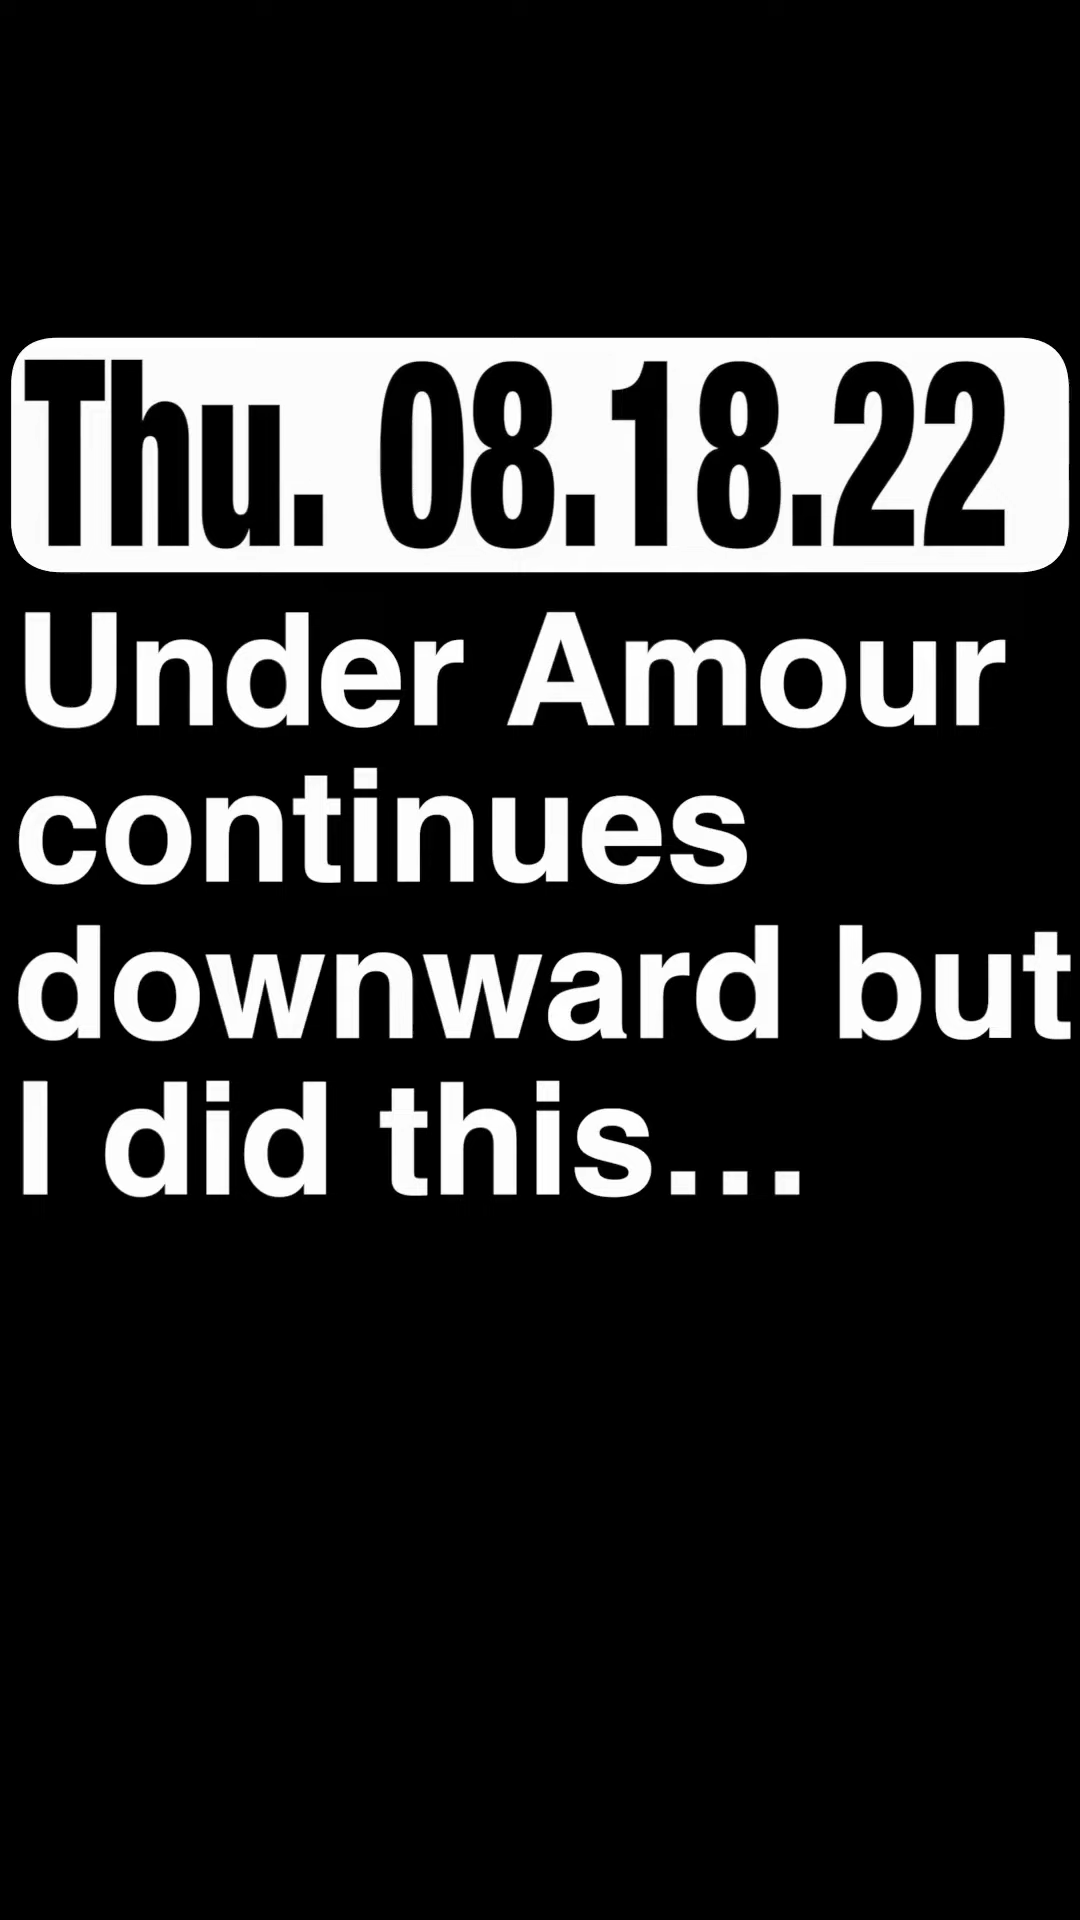 Thu. 08.18.22
Under Amour
continues
downward but
I did this...